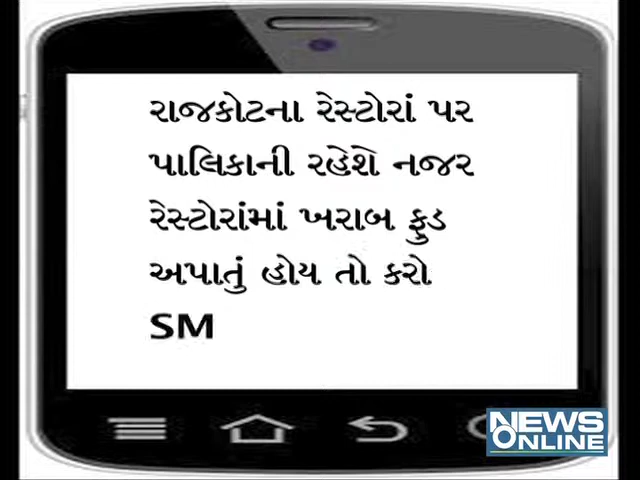 રાજકોટના રેસ્ટોરાં પર
પાલિકાની રહેશે નજર
રેસ્ટોરાંમાં ખરાબ ફુડ
અપાતું હોય તો કરો
SM
NEWS
ONLINE